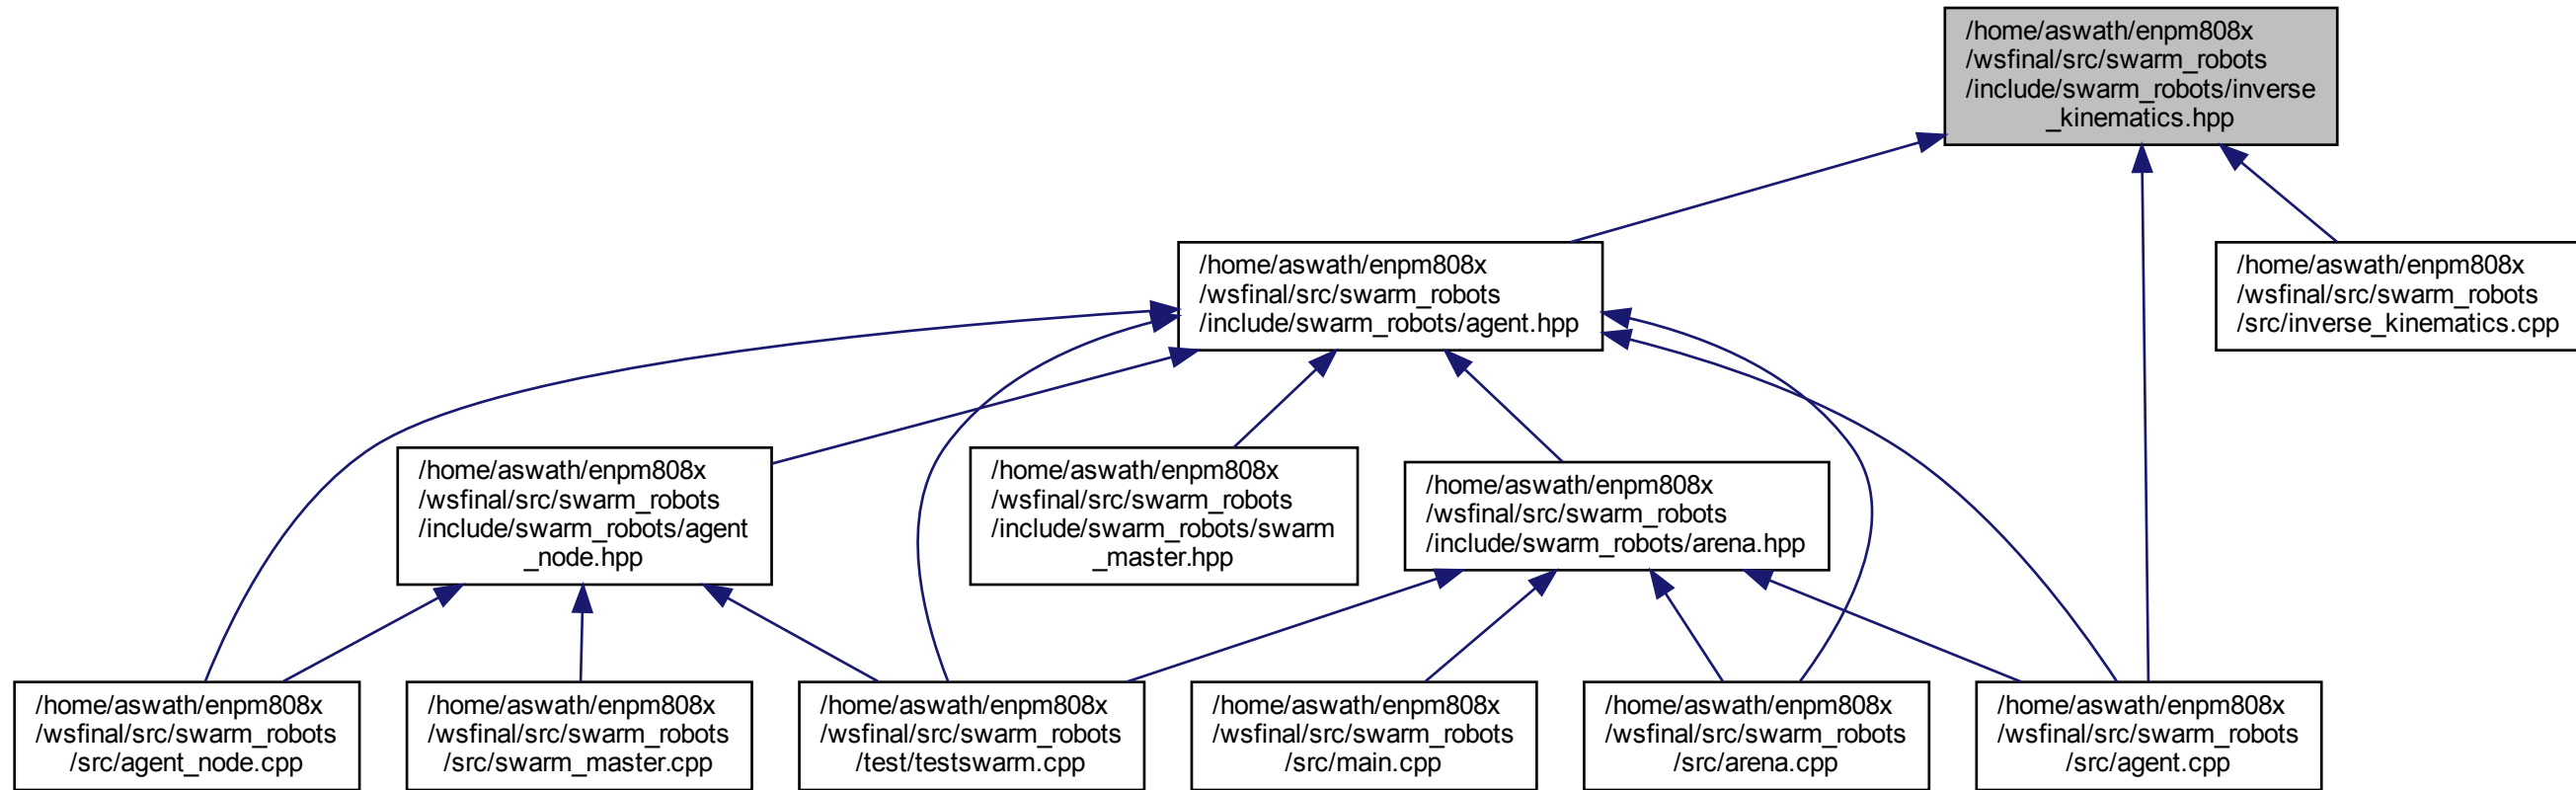 /home/aswath/enpm808x
/wsfinal/src/swarm_robots
/include/swarm_robots/inverse
_kinematics.hpp
/home/aswath/enpm808x
/wsfinal/src/swarm_robots
/include/swarm_robots/agent.hpp
/home/aswath/enpm808x
/wsfinal/src/swarm_robots
/src/inverse_kinematics.cpp
/home/aswath/enpm808x
/wsfinal/src/swarm_robots
/include/swarm_robots/agent
_node.hpp
/home/aswath/enpm808x
/wsfinal/src/swarm_robots
/include/swarm_robots/swarm
_master.hpp
/home/aswath/enpm808x
/wsfinal/src/swarm_robots
/include/swarm_robots/arena.hpp
/home/aswath/enpm808x
/wsfinal/src/swarm_robots
/src/agent_node.cpp
/home/aswath/enpm808x
/wsfinal/src/swarm_robots
/src/swarm_master.cpp
/home/aswath/enpm808x
/wsfinal/src/swarm_robots
/test/testswarm.cpp
/home/aswath/enpm808x
/wsfinal/src/swarm_robots
/src/main.cpp
/home/aswath/enpm808x
/wsfinal/src/swarm_robots
/src/arena.cpp
/home/aswath/enpm808x
/wsfinal/src/swarm_robots
/src/agent.cpp